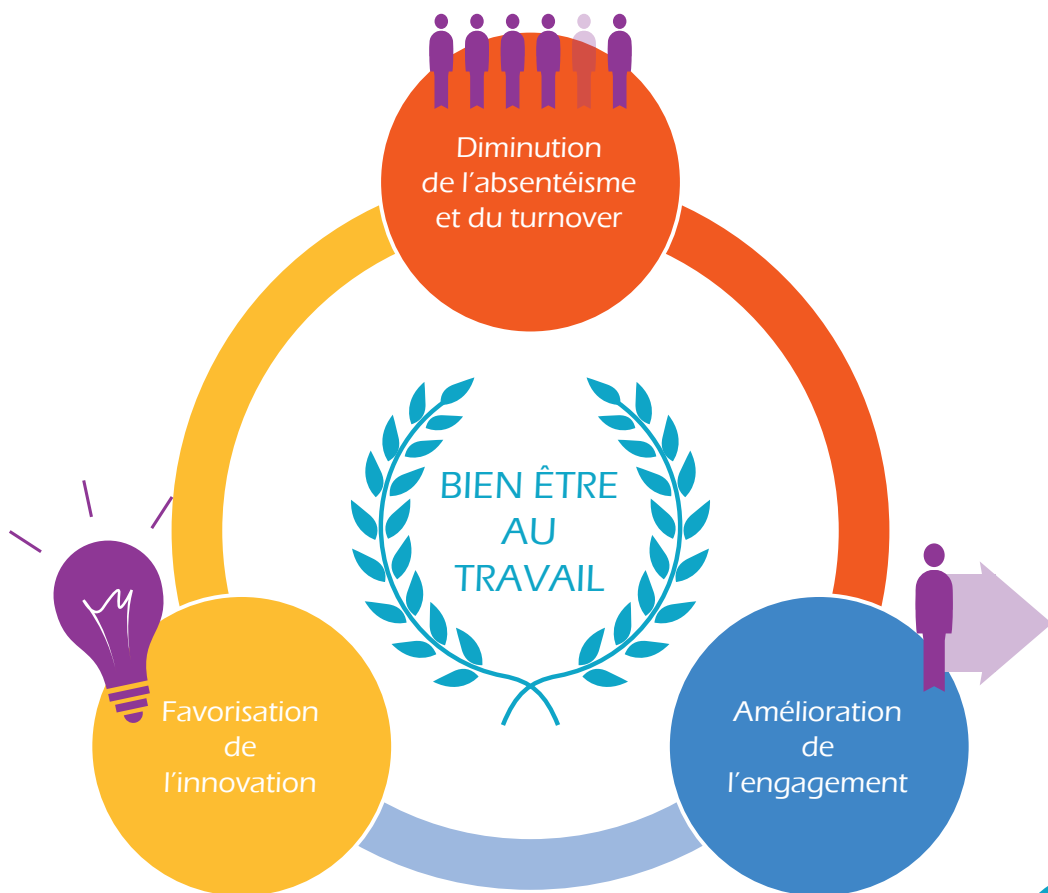 Diminution
de l'absentéisme
et du turnover
BIEN ÊTRE
AU
TRAVAIL
Favorisation
de
l'innovation
Amélioration
de
l'engagement